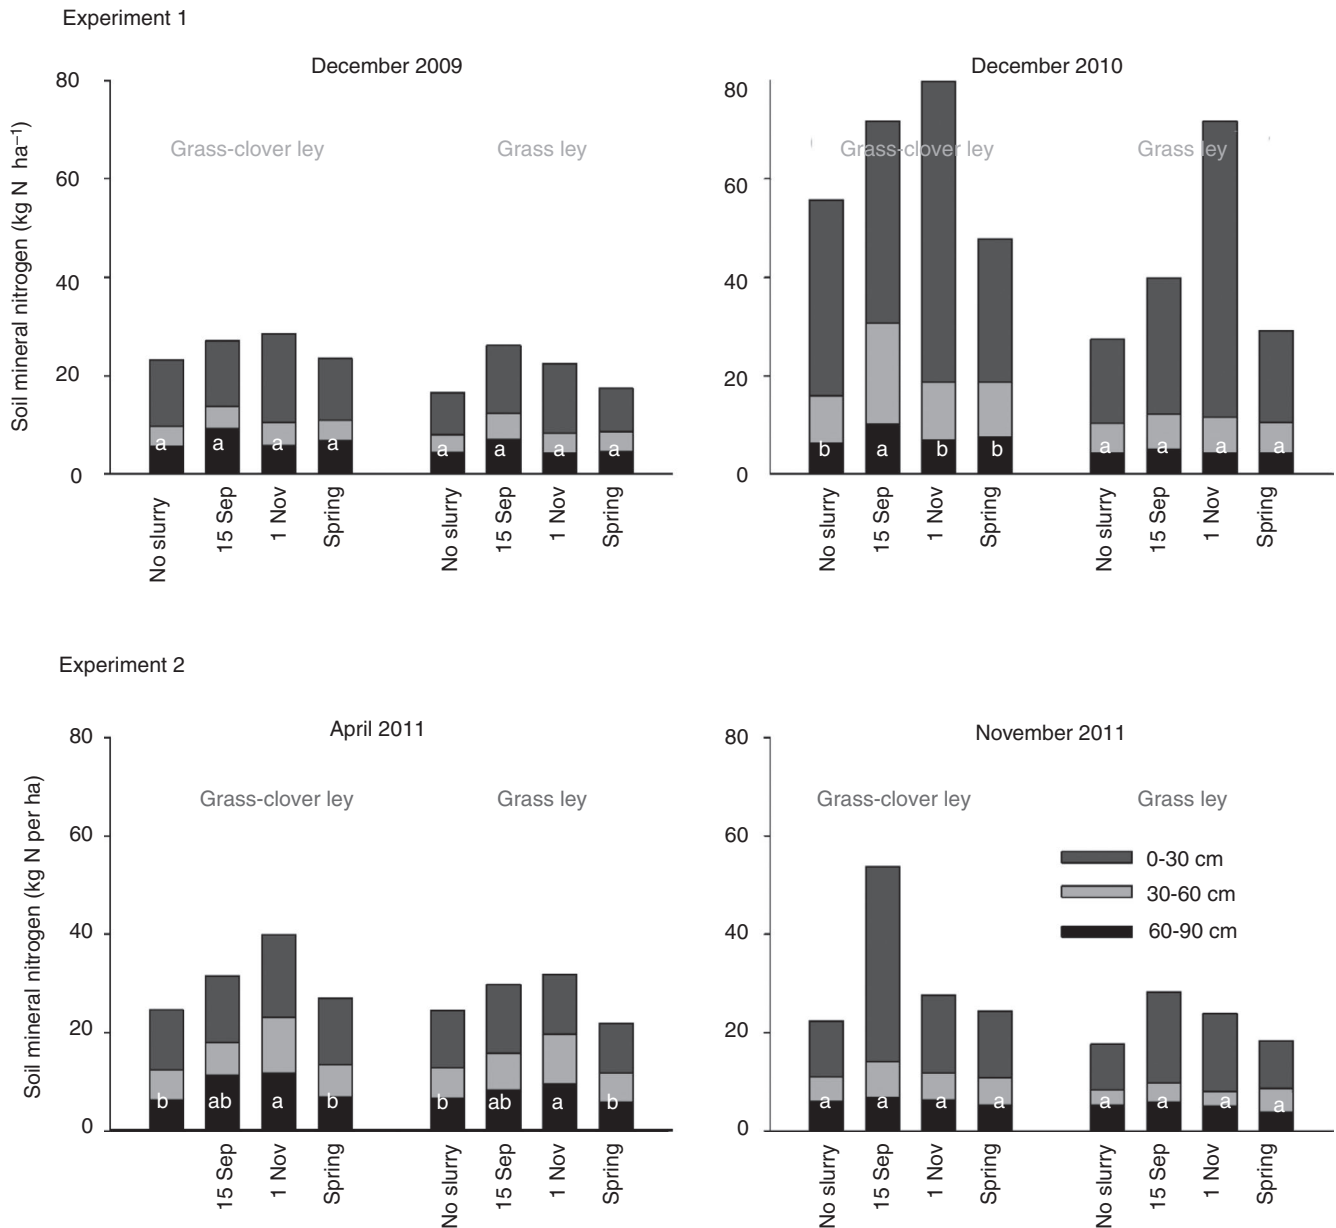 Experiment 1
December 2009
Soil mineral nitrogen (kg N ha⁻¹)
80
60
40
20
0
Grass-clover ley
Grass ley
a a a a a a a a
No slurry
15 Sep
1 Nov
Spring
No slurry
15 Sep
1 Nov
Spring
December 2010
80
60
40
20
0
Grass-clover ley
Grass ley
b a b b a a a a
No slurry
15 Sep
1 Nov
Spring
No slurry
15 Sep
1 Nov
Spring
Experiment 2
April 2011
Soil mineral nitrogen (kg N per ha)
80
60
40
20
0
Grass-clover ley
Grass ley
b ab a b b ab a b
15 Sep
1 Nov
Spring
No slurry
15 Sep
1 Nov
Spring
November 2011
80
60
40
20
0
Grass-clover ley
Grass ley
0-30 cm
30-60 cm
60-90 cm
a a a a a a a a
No slurry
15 Sep
1 Nov
Spring
No slurry
15 Sep
1 Nov
Spring